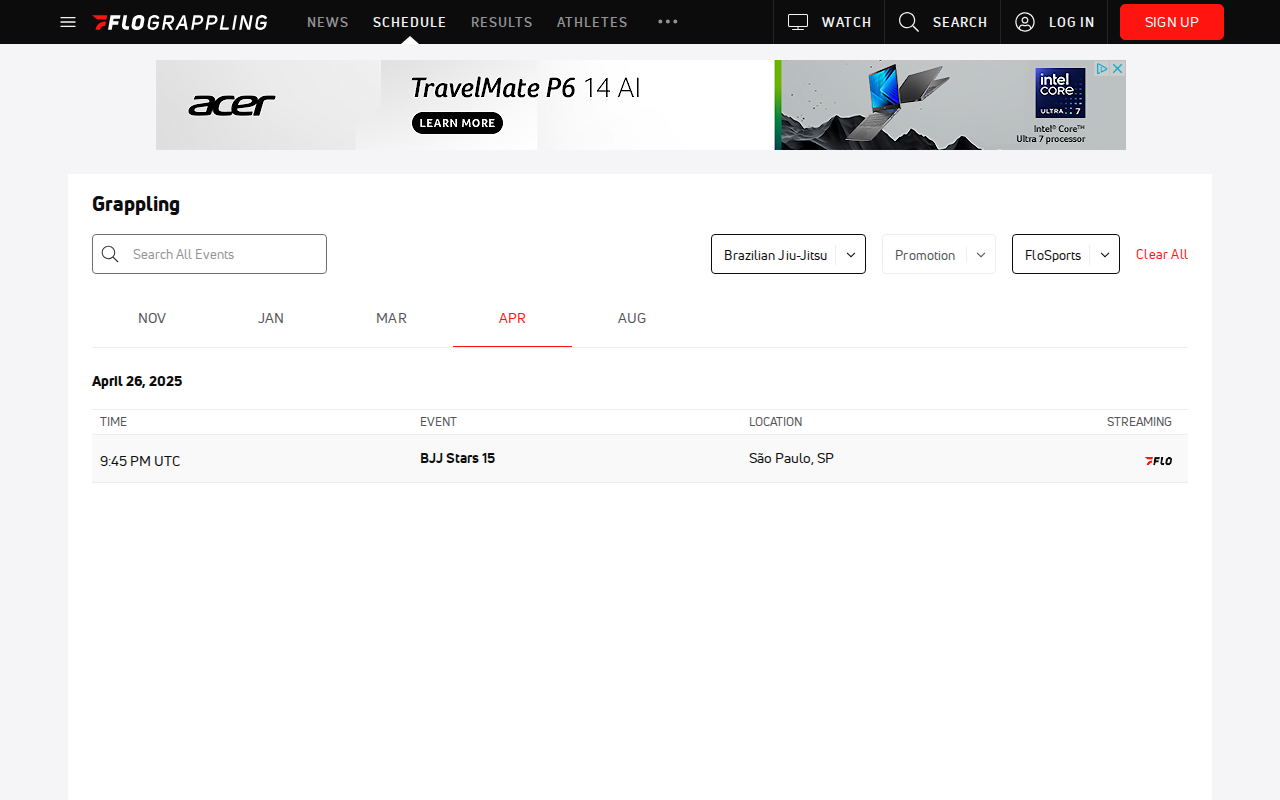 FLOGRAPPLING NEWS SCHEDULE RESULTS ATHLETES ••• WATCH SEARCH LOG IN SIGN UP
acer
TravelMate P6 14 AI
LEARN MORE
intel
CORE
ULTRA 7
Intel® Core™
Ultra 7 processor
Grappling
Search All Events
Brazilian Jiu-Jitsu Promotion FloSports Clear All
NOV JAN MAR APR AUG
April 26, 2025
TIME EVENT LOCATION STREAMING
9:45 PM UTC BJJ Stars 15 São Paulo, SP FLO